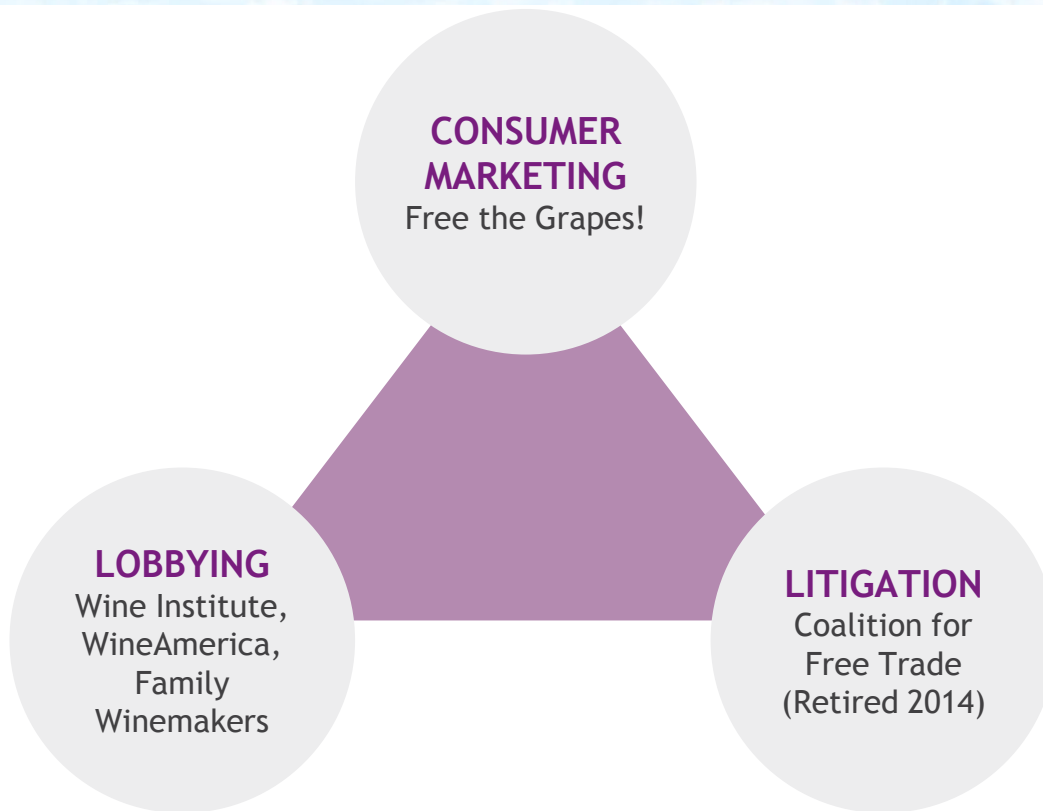 CONSUMER
MARKETING
Free the Grapes!
LOBBYING
Wine Institute,
WineAmerica,
Family
Winemakers
LITIGATION
Coalition for
Free Trade
(Retired 2014)